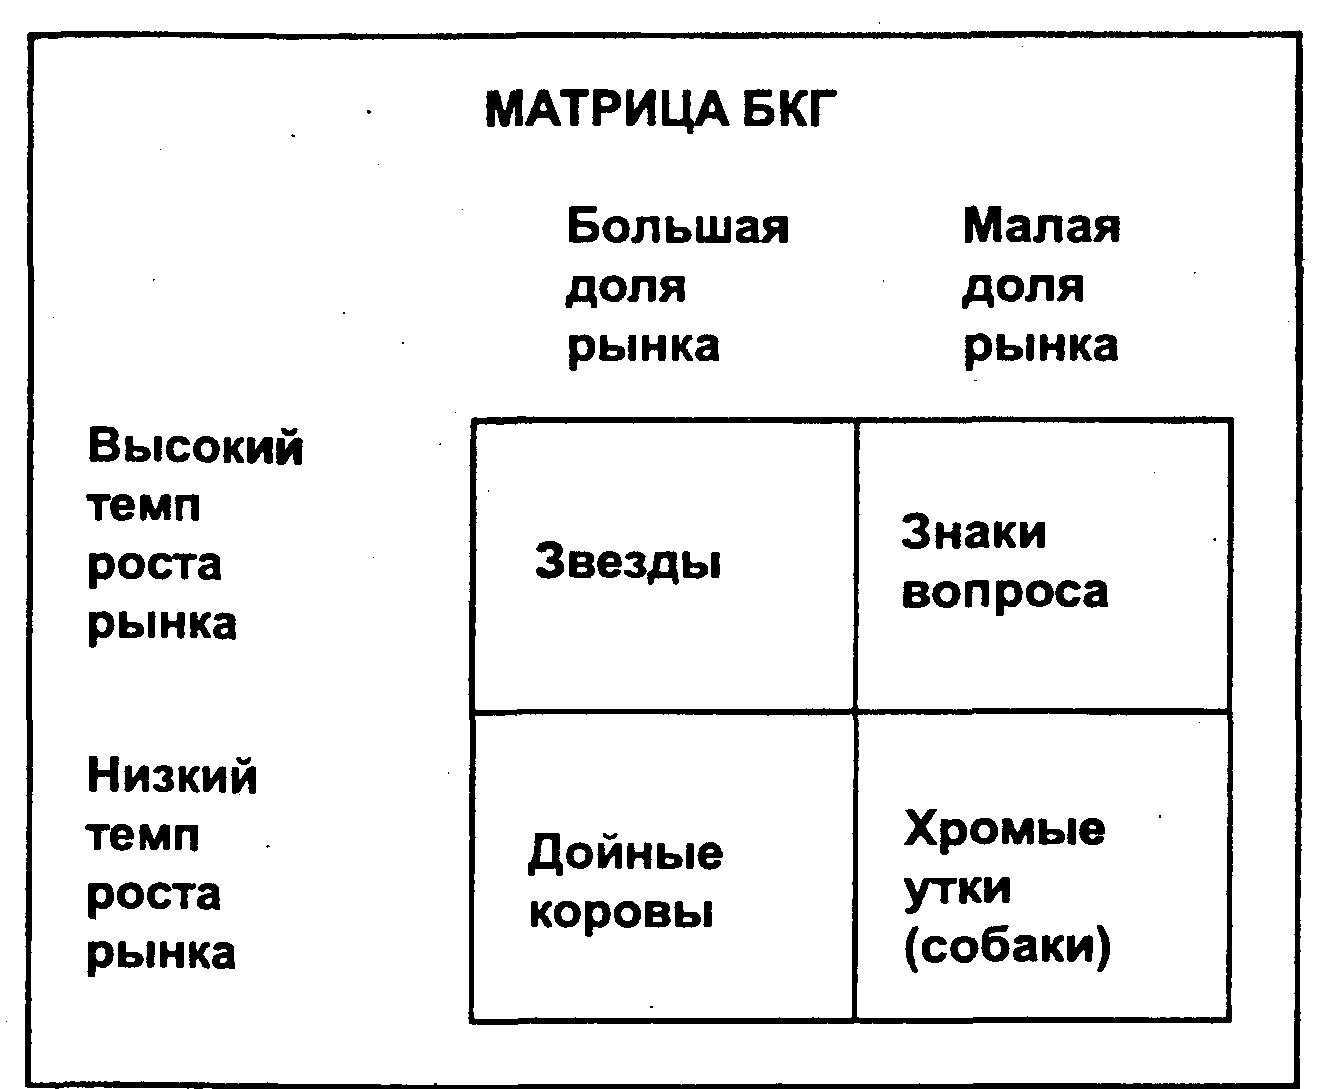 МАТРИЦА БКГ
Большая
доля
рынка
Малая
доля
рынка
Высокий
темп
роста
рынка
Звезды
Знаки
вопроса
Низкий
темп
роста
рынка
Дойные
коровы
Хромые
утки
(собаки)